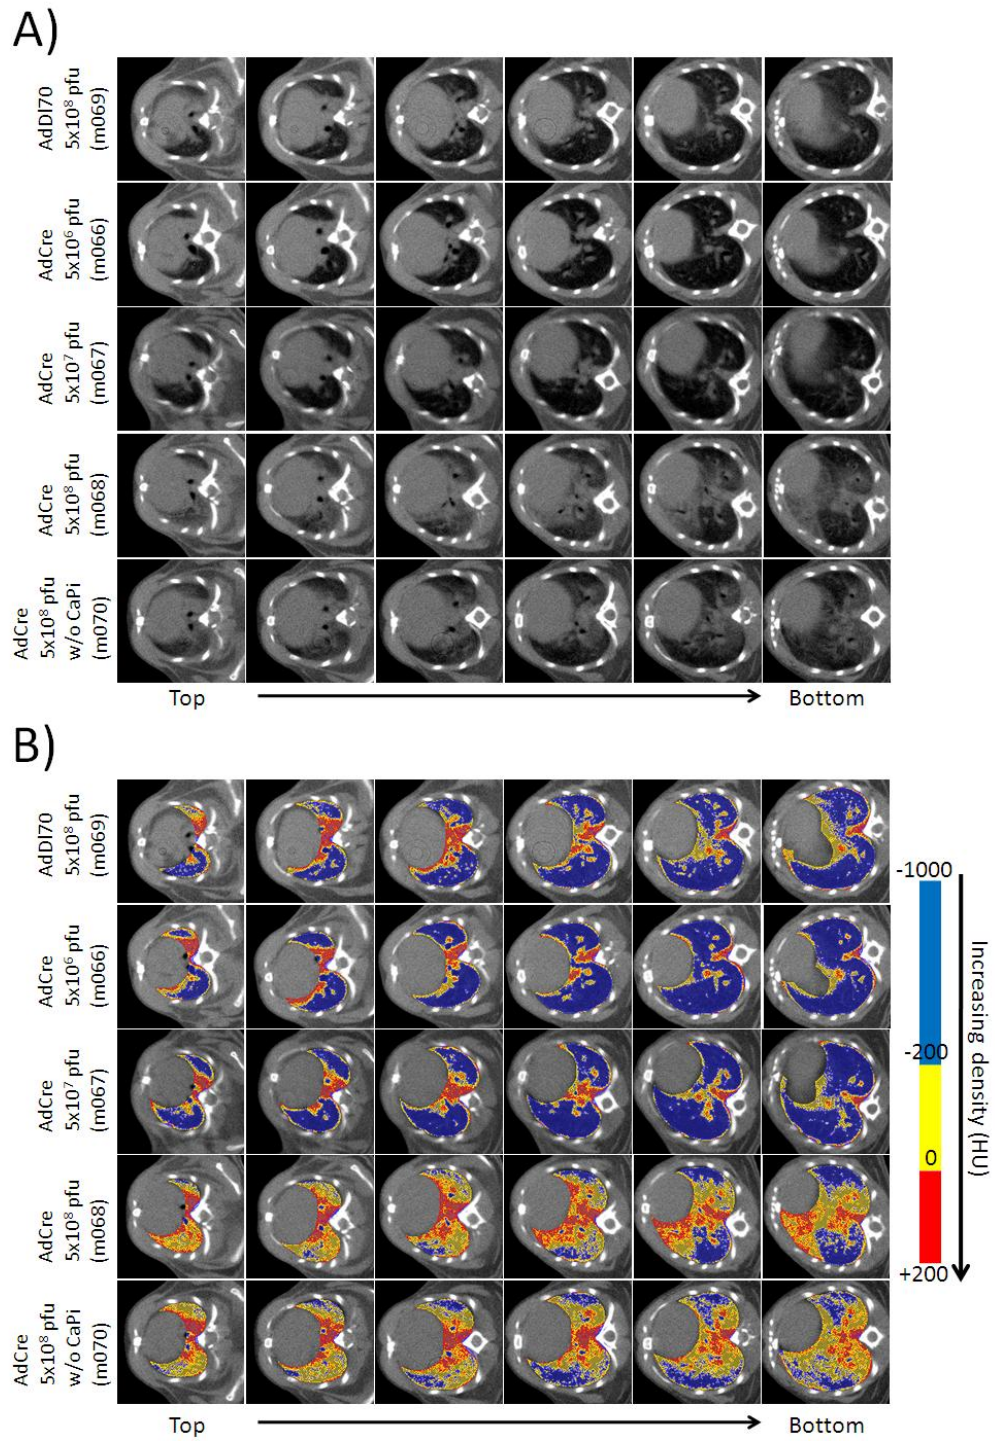 A)
AdDl70
5x10⁸ pfu
(m069)
AdCre
5x10⁶ pfu
(m066)
AdCre
5x10⁷ pfu
(m067)
AdCre
5x10⁸ pfu
(m068)
AdCre
5x10⁸ pfu
w/o CaPi
(m070)
Top
Bottom
B)
AdDl70
5x10⁸ pfu
(m069)
AdCre
5x10⁶ pfu
(m066)
AdCre
5x10⁷ pfu
(m067)
AdCre
5x10⁸ pfu
(m068)
AdCre
5x10⁸ pfu
w/o CaPi
(m070)
Top
Bottom
-1000
-200
0
+200
Increasing density (HU)